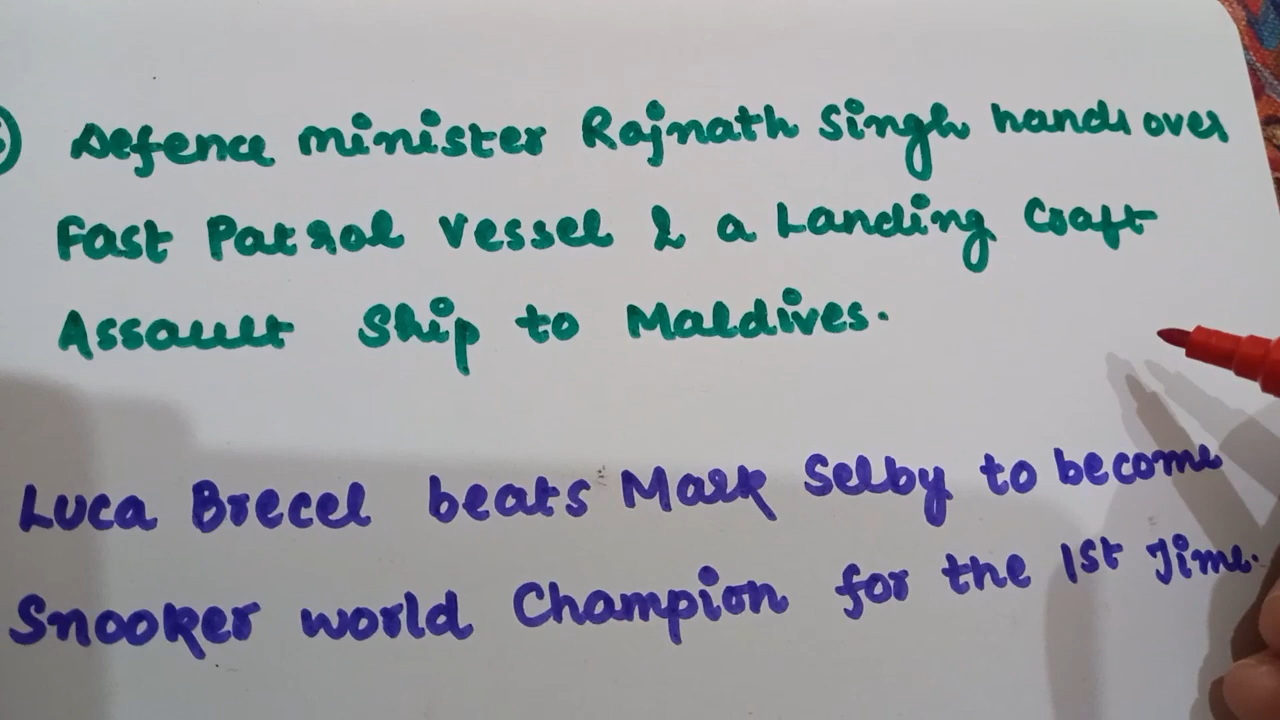 Defence minister Rajnath Singh hands over
Fast Patrol Vessel & a Landing Craft
Assault Ship to Maldives.
Luca Brecel beats Mark Selby to become
Snooker world Champion for the 1st Time.